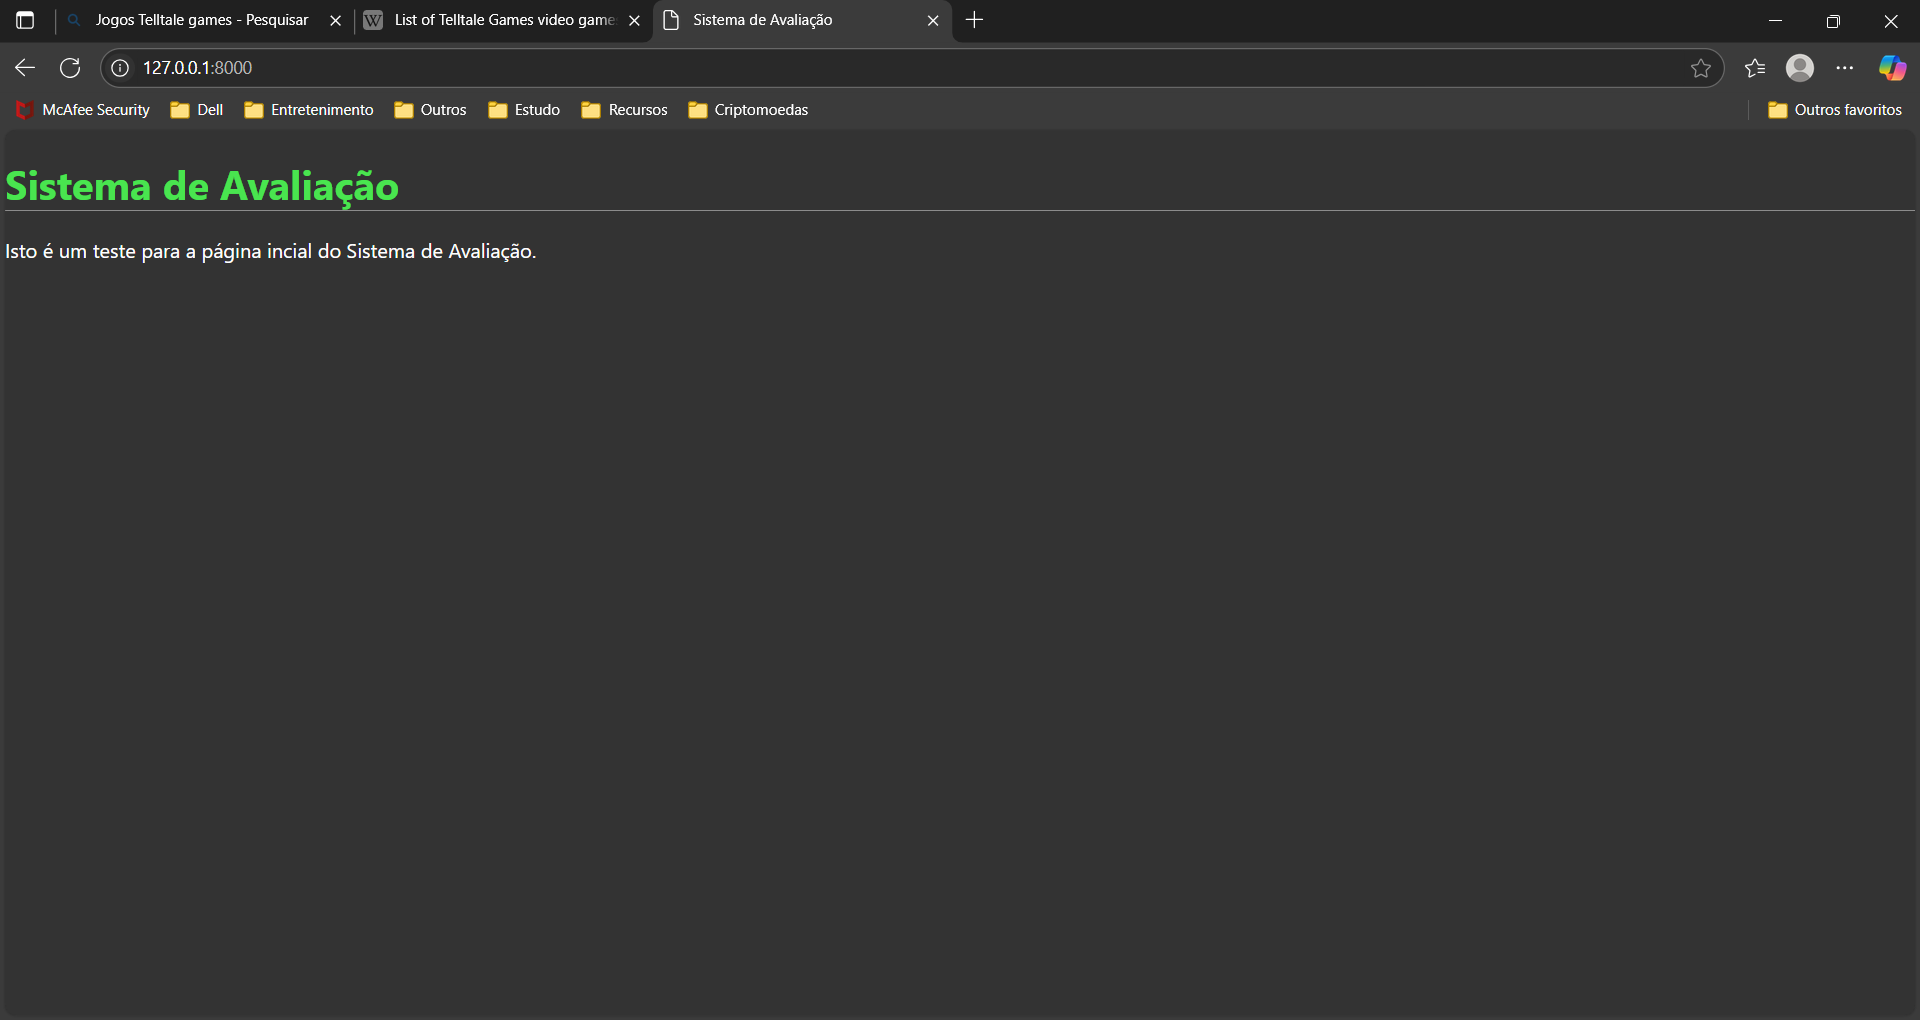 Jogos Telltale games - Pesquisar
List of Telltale Games video game
Sistema de Avaliação
127.0.0.1:8000
McAfee Security
Dell
Entretenimento
Outros
Estudo
Recursos
Criptomoedas
Outros favoritos
Sistema de Avaliação
Isto é um teste para a página incial do Sistema de Avaliação.